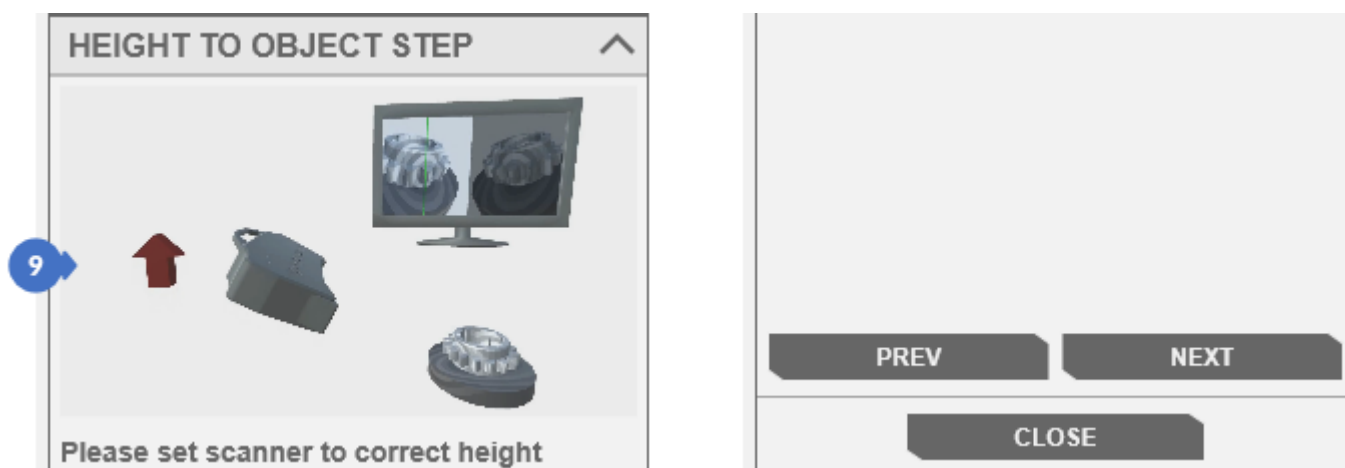 HEIGHT TO OBJECT STEP
9
Please set scanner to correct height
PREV
NEXT
CLOSE